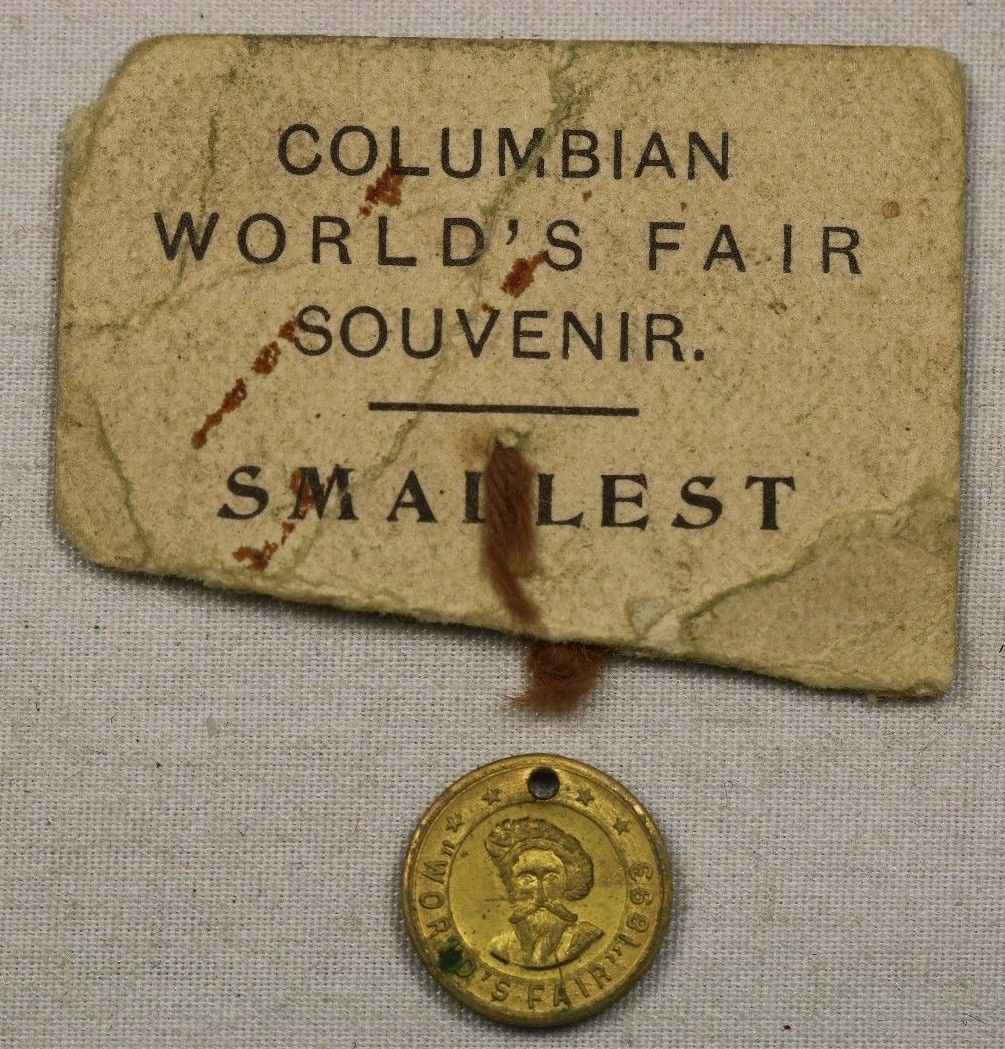 COLUMBIAN
WORLD'S FAIR
SOUVENIR.
SMALLEST
"WORLD'S FAIR" 1893